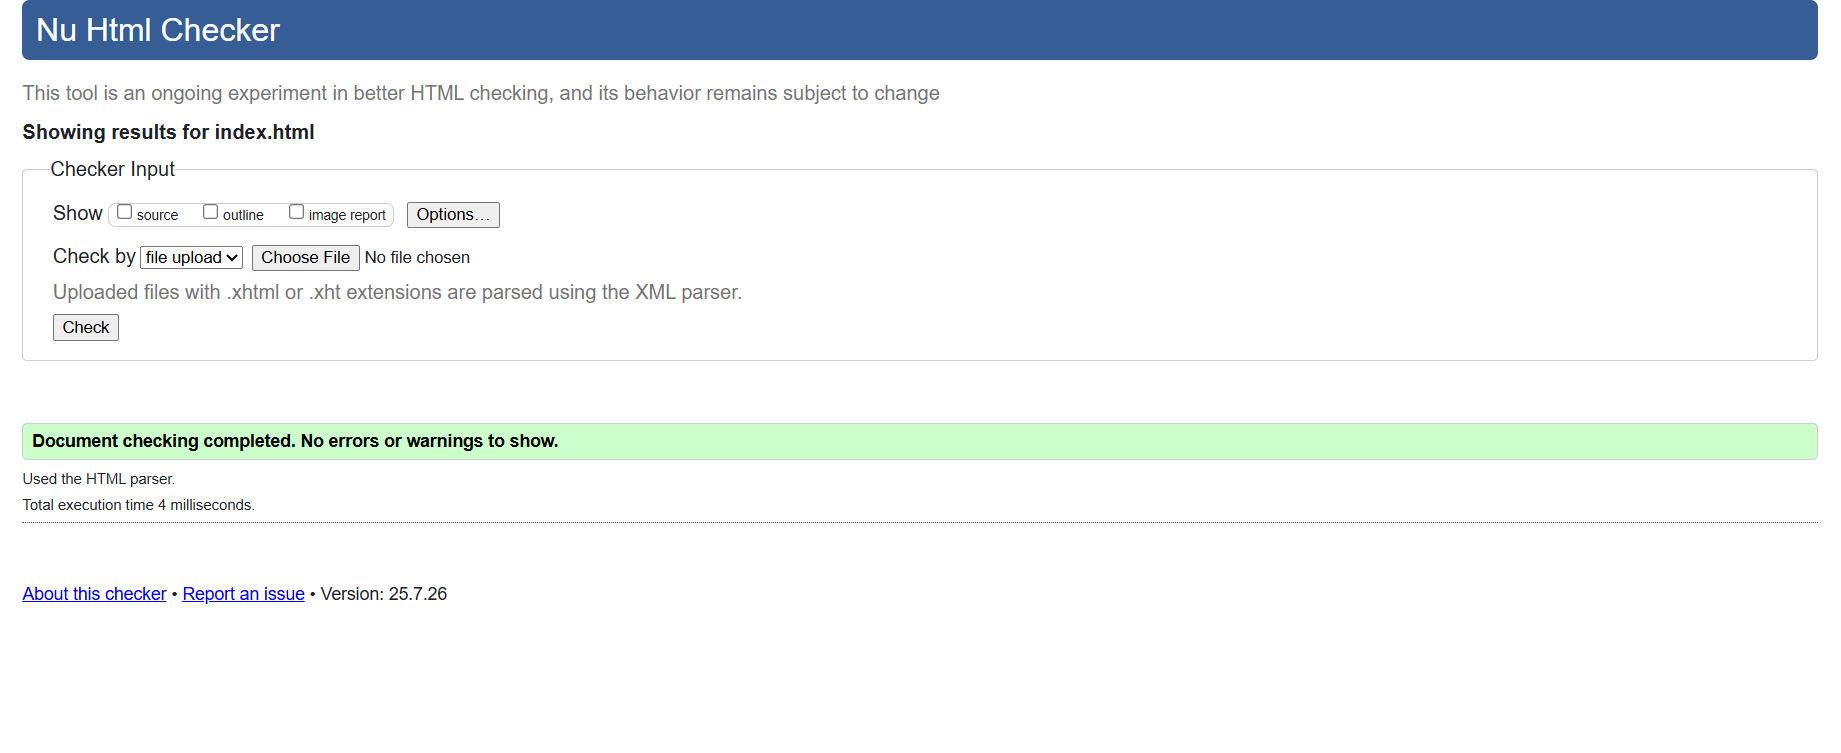 Nu Html Checker
This tool is an ongoing experiment in better HTML checking, and its behavior remains subject to change
Showing results for index.html
Checker Input
Show source outline image report Options…
Check by file upload Choose File No file chosen
Uploaded files with .xhtml or .xht extensions are parsed using the XML parser.
Check
Document checking completed. No errors or warnings to show.
Used the HTML parser.
Total execution time 4 milliseconds.
About this checker • Report an issue • Version: 25.7.26